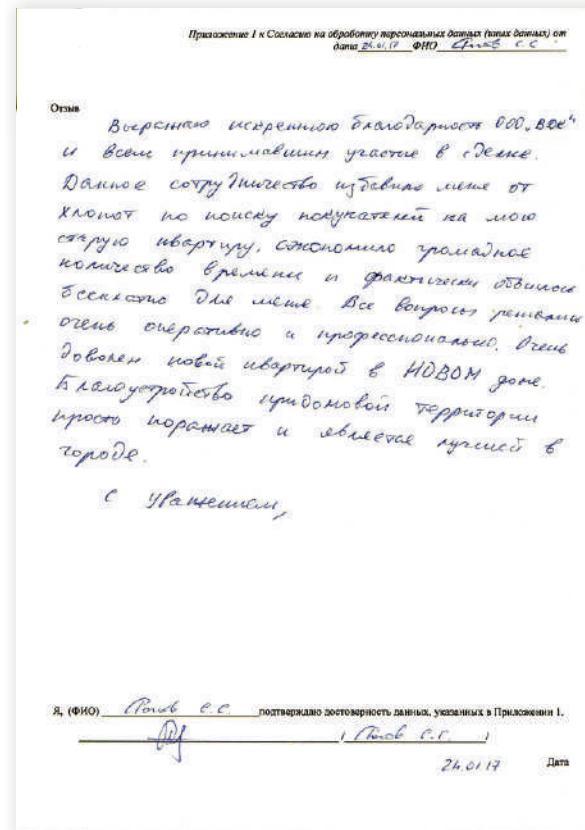 Приложение 1 к Согласию на обработку персональных данных (иных данных) от
дата 24.01.17 ФИО С.С
Отзыв
Выражаю искреннюю благодарность ООО „ВДК“
и всем принимавшим участие в сделке.
Данное сотрудничество избавило меня от
хлопот по поиску покупателей на мою
старую квартиру, сэкономило громадное
количество времени и фактически обошлось
бесплатно для меня. Все вопросы решались
очень оперативно и профессионально. Очень
доволен новой квартирой в НОВОМ доме.
Благоустройство придомовой территории
просто поражает и является лучшей в
городе.
С уважением,
Я, (ФИО) Попов С.С. подтверждаю достоверность данных, указанных в Приложении 1.
( Попов С.С. )
24.01.17 Дата